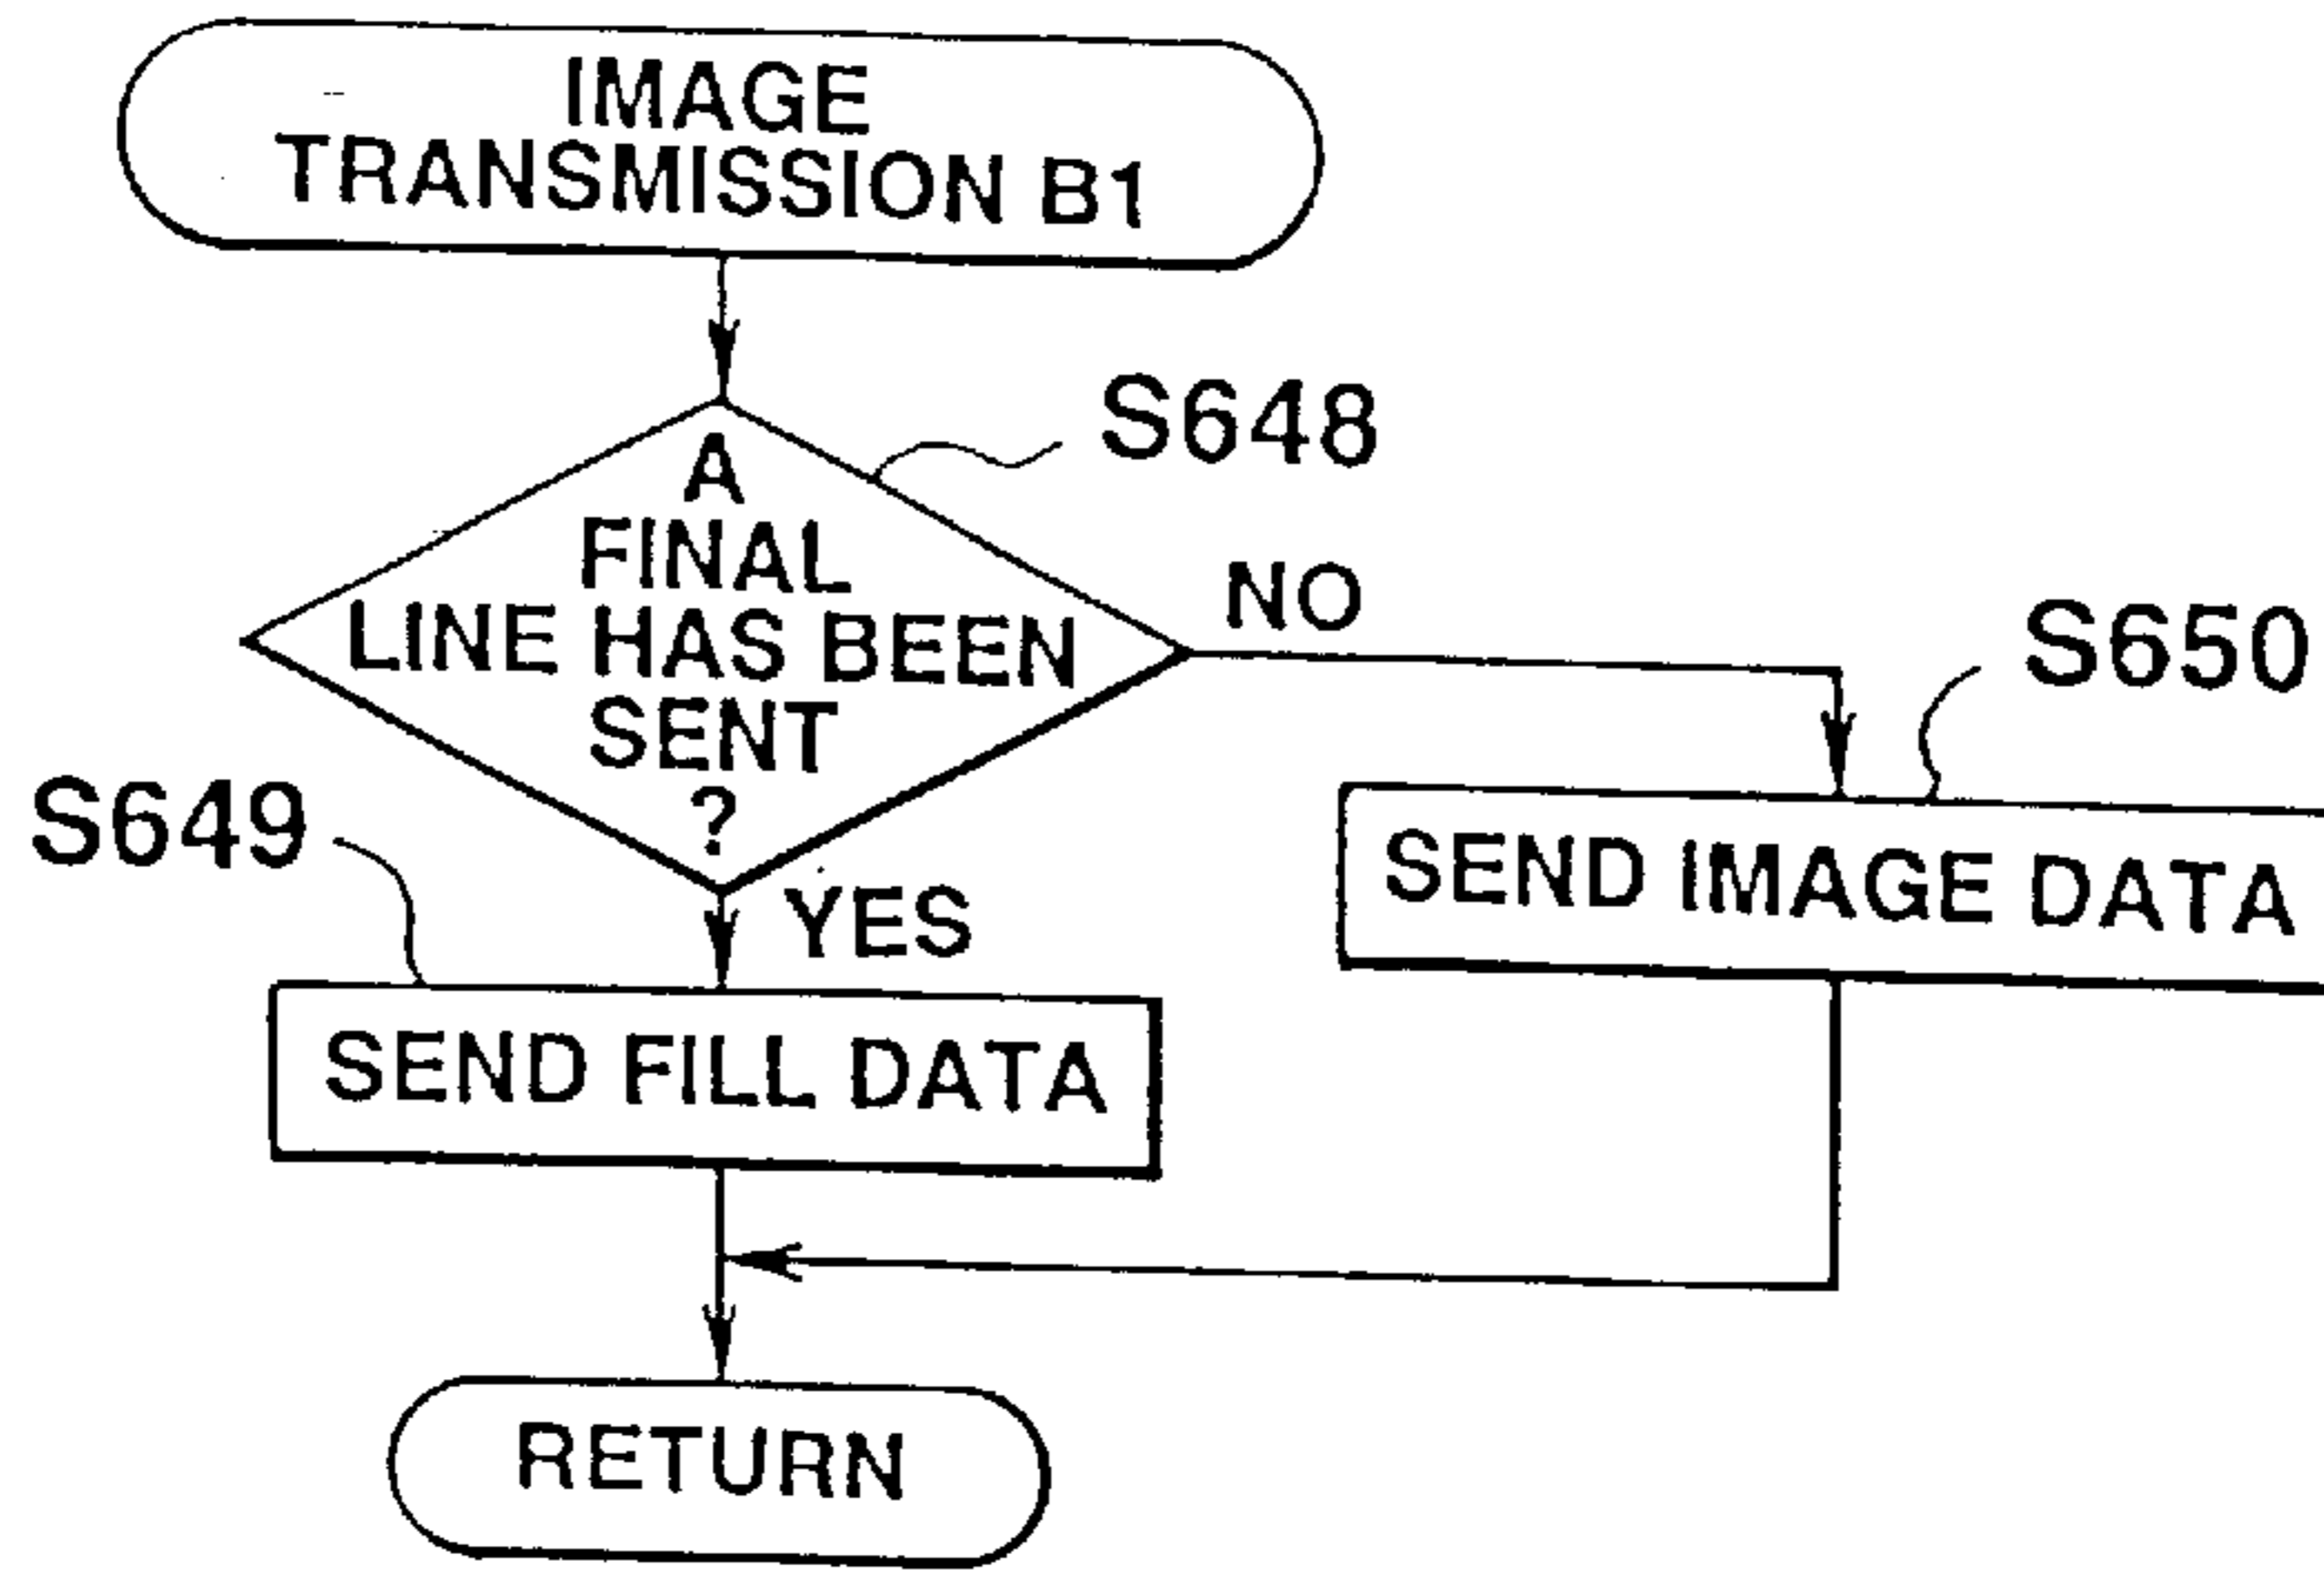 IMAGE
TRANSMISSION B1
S648
A
FINAL
LINE HAS BEEN
SENT
?
NO
S650
SEND IMAGE DATA
S649
YES
SEND FILL DATA
RETURN